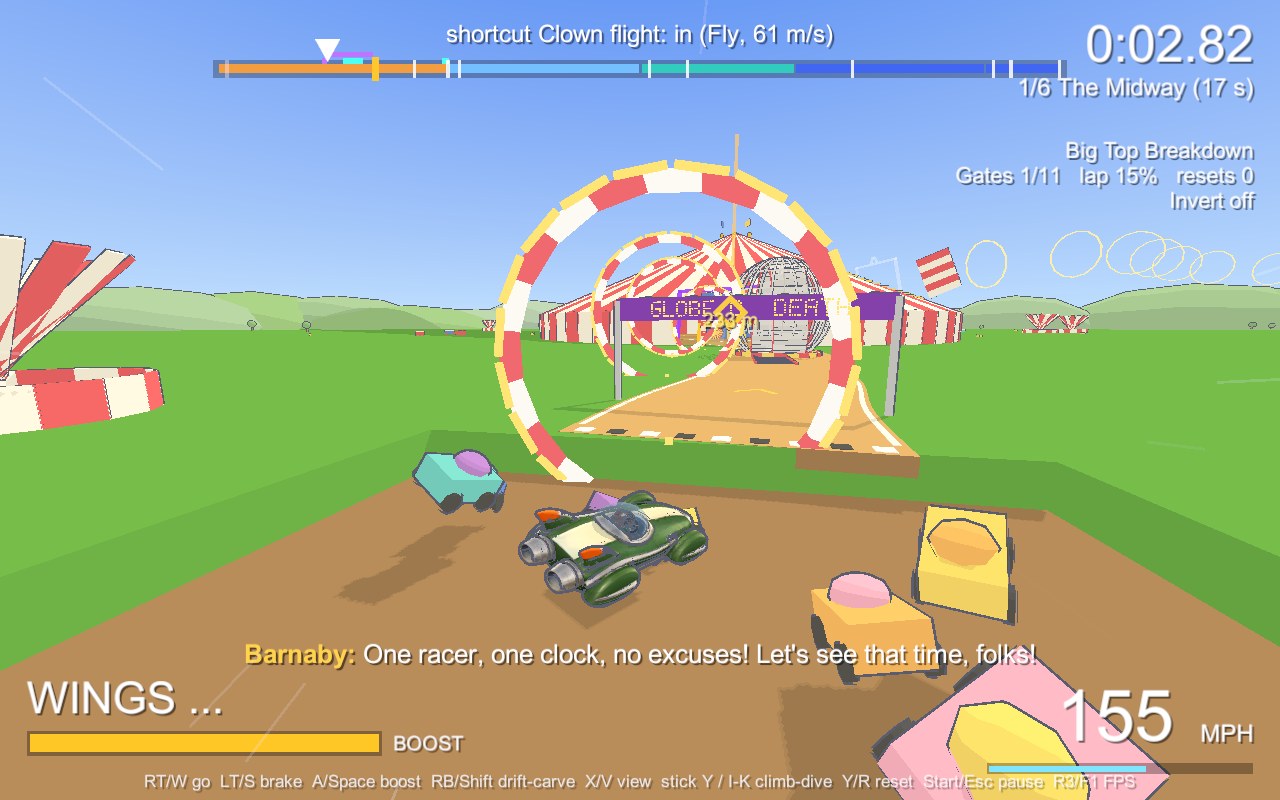 shortcut Clown flight: in (Fly, 61 m/s)
0:02.82
1/6 The Midway (17 s)
Big Top Breakdown
Gates 1/11 lap 15% resets 0
Invert off
GLOBE DEATH
233 m
Barnaby: One racer, one clock, no excuses! Let's see that time, folks!
WINGS ...
BOOST
155 MPH
RT/W go LT/S brake A/Space boost RB/Shift drift-carve X/V view stick Y / I-K climb-dive Y/R reset Start/Esc pause R3/F1 FPS